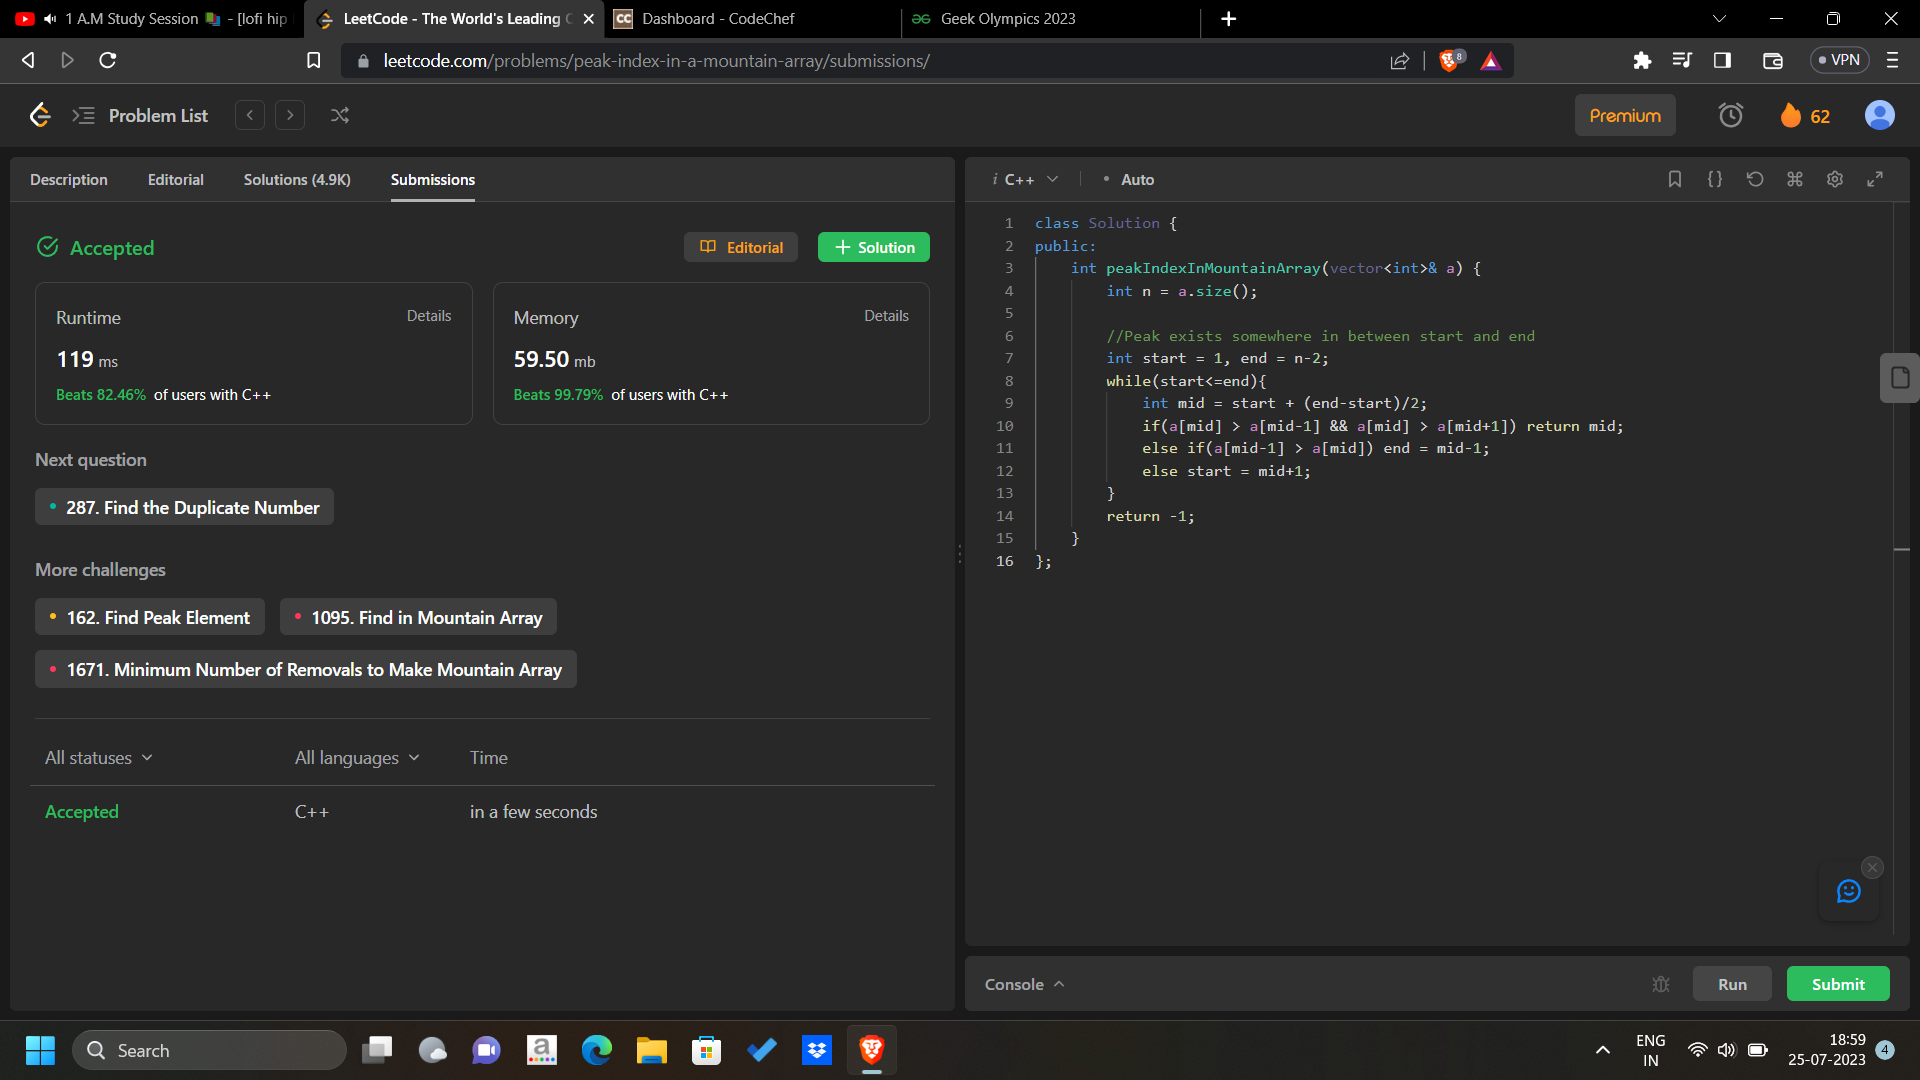 1 A.M Study Session 📚 - [lofi hip
LeetCode - The World's Leading
CC Dashboard - CodeChef
Geek Olympics 2023
leetcode.com/problems/peak-index-in-a-mountain-array/submissions/
8
VPN
Problem List
Premium
62
Description
Editorial
Solutions (4.9K)
Submissions
Accepted
Editorial
+ Solution
Runtime
Details
119 ms
Beats 82.46% of users with C++
Memory
Details
59.50 mb
Beats 99.79% of users with C++
Next question
287. Find the Duplicate Number
More challenges
162. Find Peak Element
1095. Find in Mountain Array
1671. Minimum Number of Removals to Make Mountain Array
All statuses
All languages
Time
Accepted
C++
in a few seconds
i C++
• Auto
1 class Solution {
2 public:
3     int peakIndexInMountainArray(vector<int>& a) {
4         int n = a.size();
5
6         //Peak exists somewhere in between start and end
7         int start = 1, end = n-2;
8         while(start<=end){
9             int mid = start + (end-start)/2;
10             if(a[mid] > a[mid-1] && a[mid] > a[mid+1]) return mid;
11             else if(a[mid-1] > a[mid]) end = mid-1;
12             else start = mid+1;
13         }
14         return -1;
15     }
16 };
Console
Run
Submit
Search
a
ENG
IN
18:59
25-07-2023
4